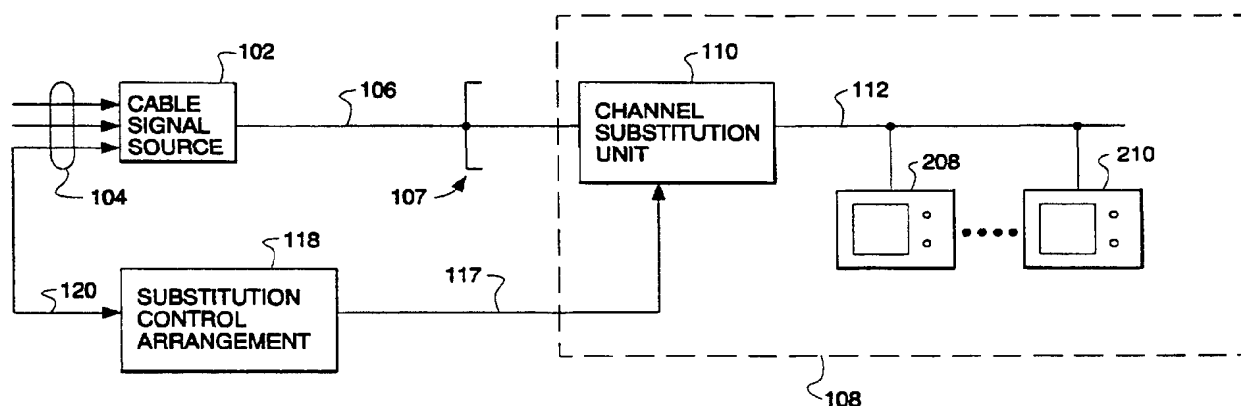 102
110
106
112
CABLE
SIGNAL
SOURCE
CHANNEL
SUBSTITUTION
UNIT
208
210
104
107
118
117
120
SUBSTITUTION
CONTROL
ARRANGEMENT
108